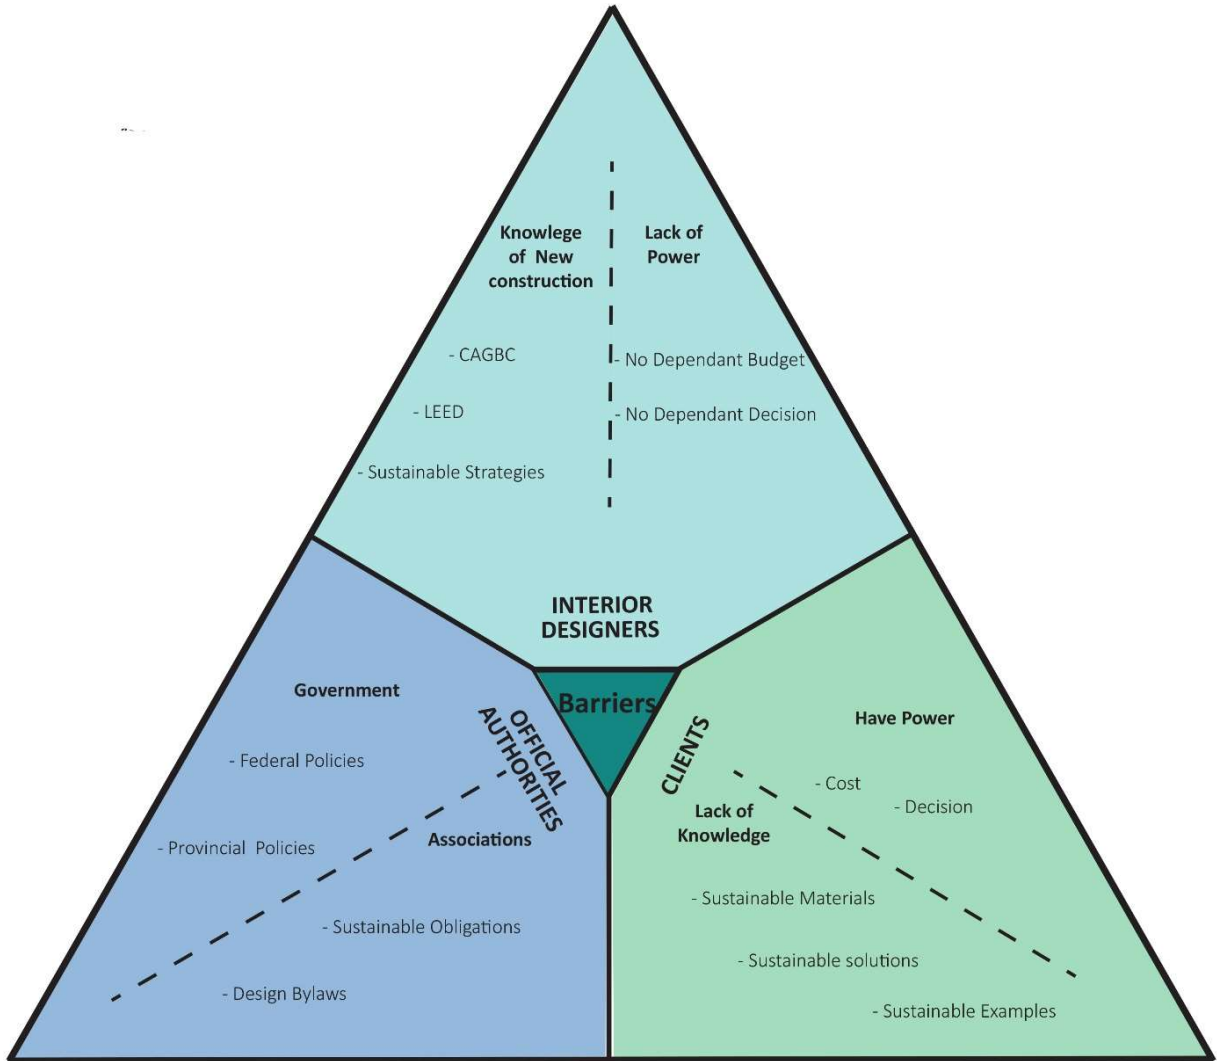 Knowlege
of New
construction
- CAGBC
- LEED
- Sustainable Strategies
Lack of
Power
- No Dependant Budget
- No Dependant Decision
INTERIOR
DESIGNERS
Barriers
OFFICIAL
AUTHORITIES
Government
- Federal Policies
- Provincial Policies
Associations
- Sustainable Obligations
- Design Bylaws
CLIENTS
Have Power
- Cost
- Decision
Lack of
Knowledge
- Sustainable Materials
- Sustainable solutions
- Sustainable Examples